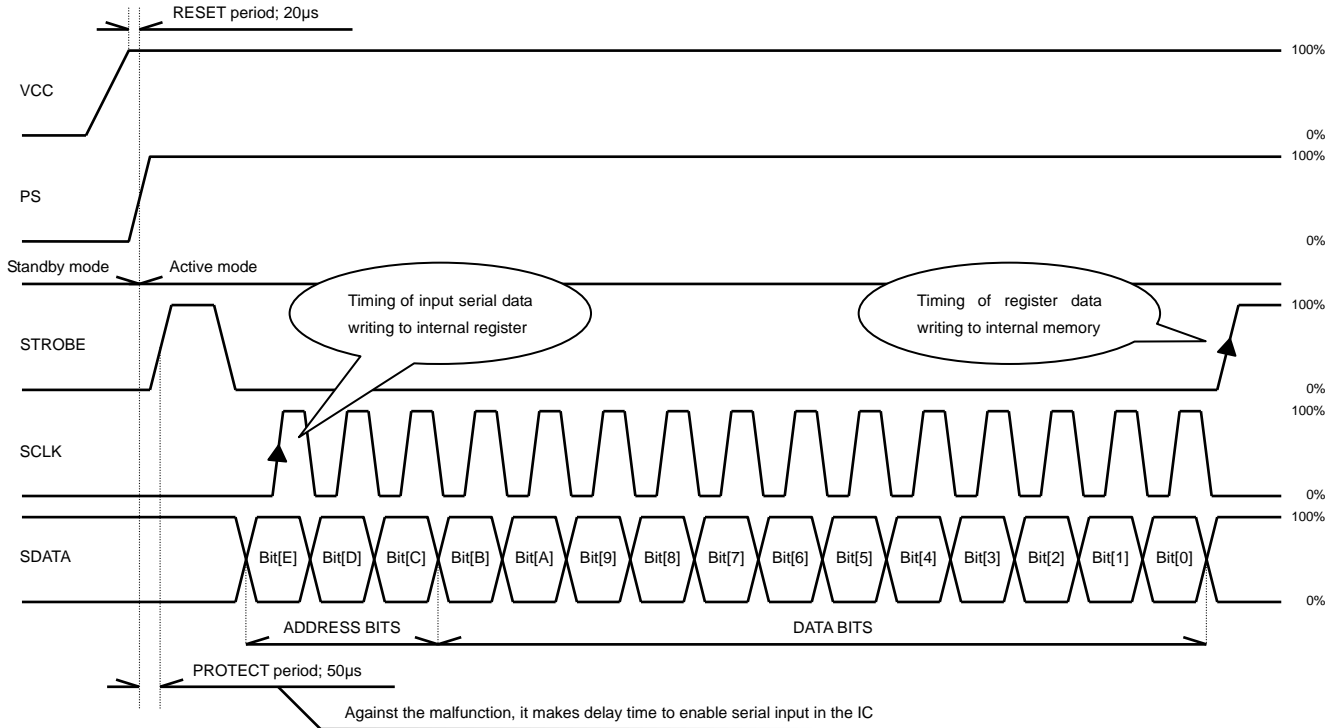 RESET period; 20µs
100%
VCC
0%
100%
PS
0%
Standby mode Active mode
Timing of input serial data
writing to internal register
Timing of register data
writing to internal memory
100%
STROBE
0%
100%
SCLK
0%
100%
SDATA Bit[E] Bit[D] Bit[C] Bit[B] Bit[A] Bit[9] Bit[8] Bit[7] Bit[6] Bit[5] Bit[4] Bit[3] Bit[2] Bit[1] Bit[0]
0%
ADDRESS BITS DATA BITS
PROTECT period; 50µs
Against the malfunction, it makes delay time to enable serial input in the IC